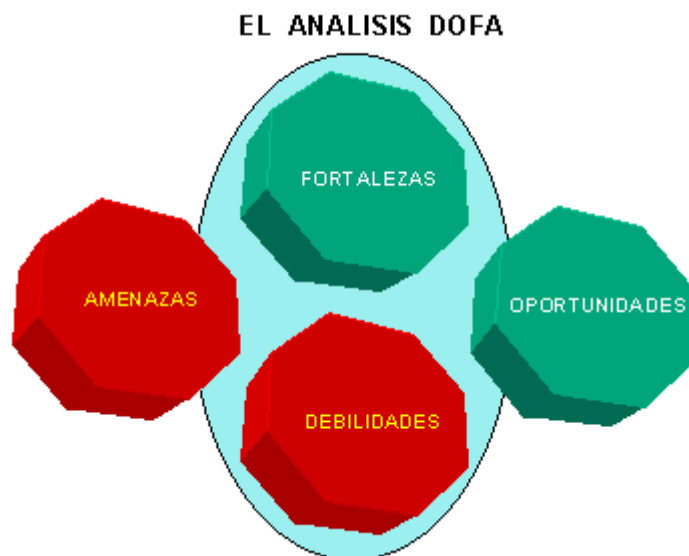 EL ANALISIS DOFA
FORTALEZAS
AMENAZAS
OPORTUNIDADES
DEBILIDADES